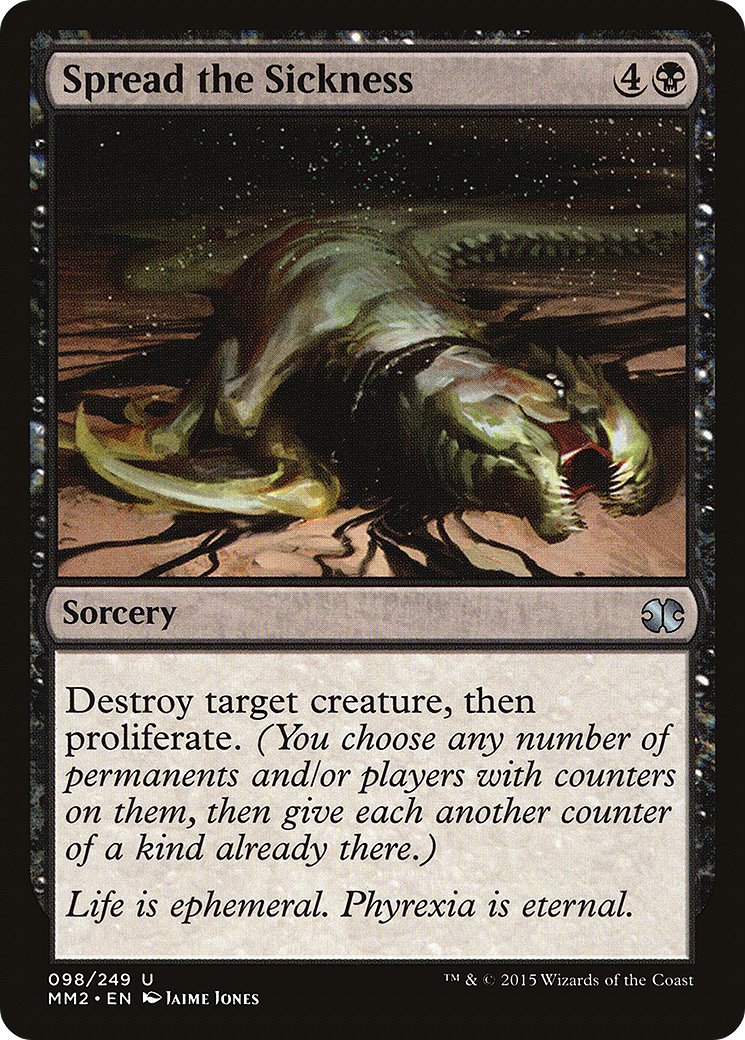 Spread the Sickness 4
Sorcery
Destroy target creature, then
proliferate. (You choose any number of
permanents and/or players with counters
on them, then give each another counter
of a kind already there.)
Life is ephemeral. Phyrexia is eternal.
098/249 U
MM2 • EN Jaime Jones
™ & © 2015 Wizards of the Coast